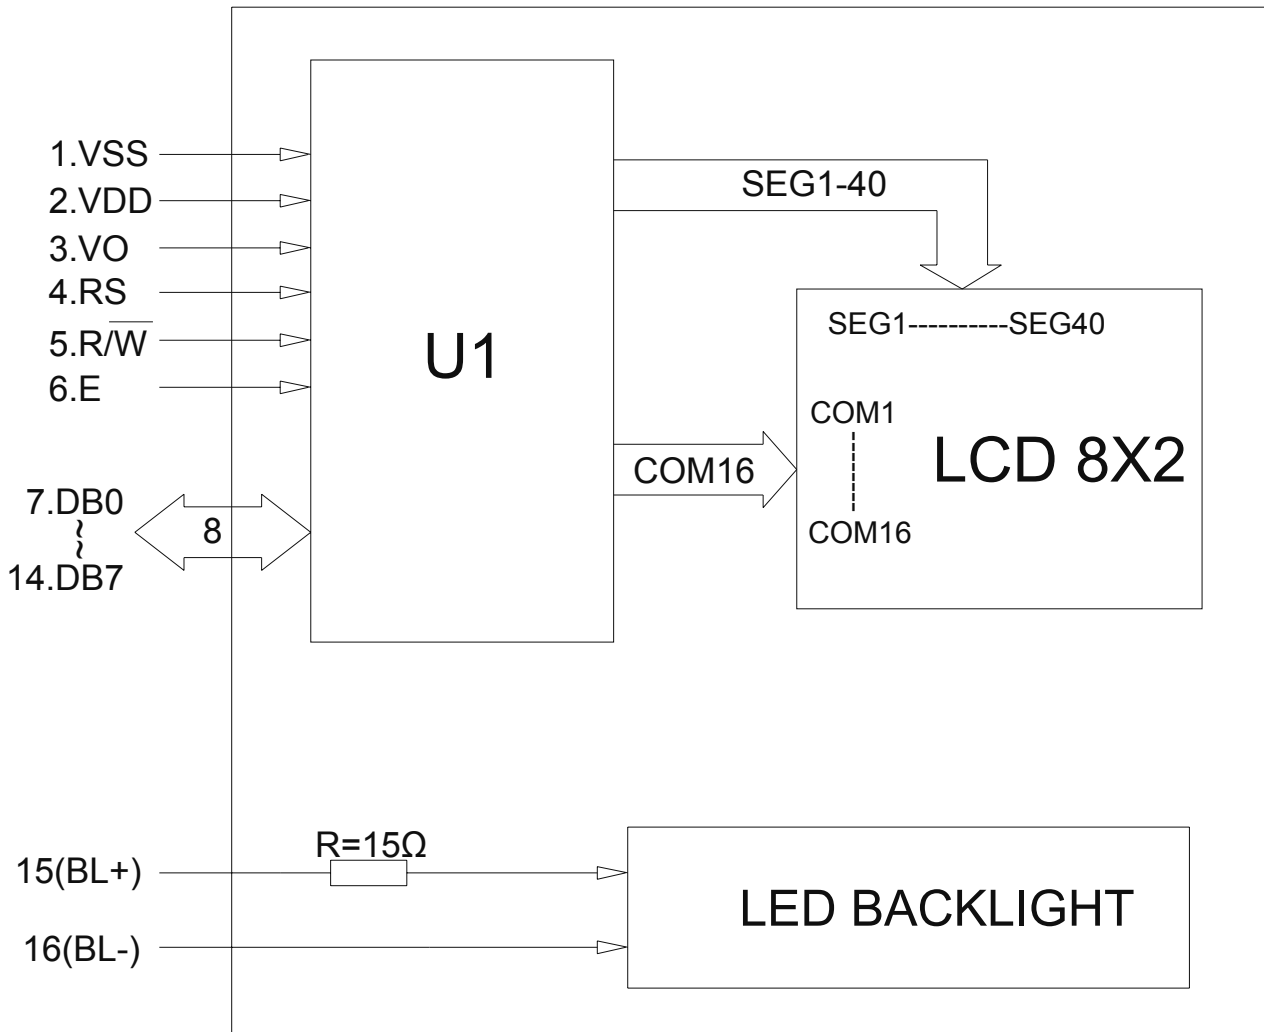 1.VSS
2.VDD
3.VO
4.RS
5.R/W̅
6.E
7.DB0
~
~
14.DB7
8
U1
SEG1-40
COM16
SEG1----------SEG40
COM1
COM16
LCD 8X2
15(BL+)
R=15Ω
16(BL-)
LED BACKLIGHT